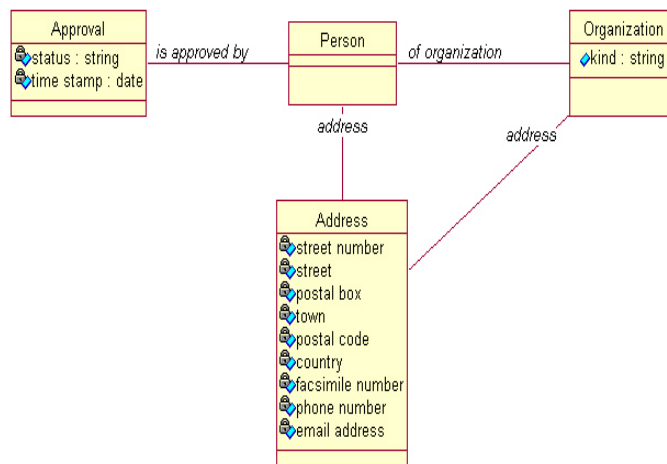 Approval
status : string
time stamp : date
is approved by
Person
of organization
Organization
kind : string
address
address
Address
street number
street
postal box
town
postal code
country
facsimile number
phone number
email address